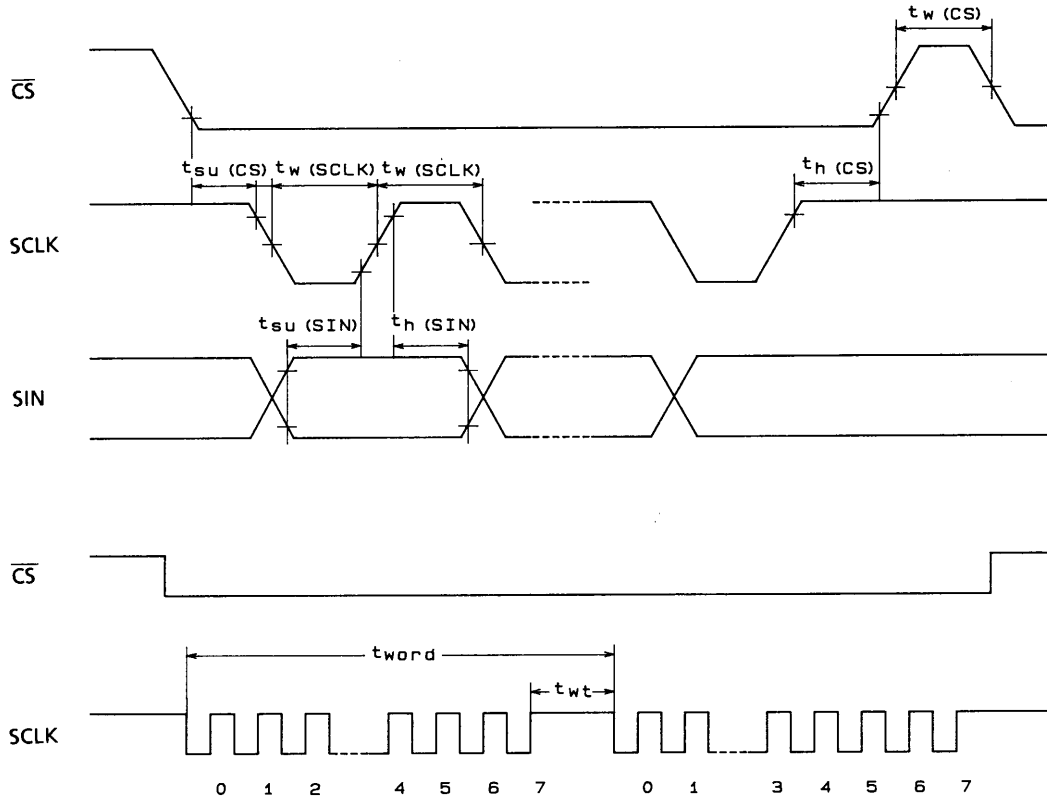 tw (CS)
CS
tsu (CS) tw (SCLK) tw (SCLK) th (CS)
SCLK
tsu (SIN) th (SIN)
SIN
CS
tword
twt
SCLK
0 1 2 4 5 6 7 0 1 3 4 5 6 7